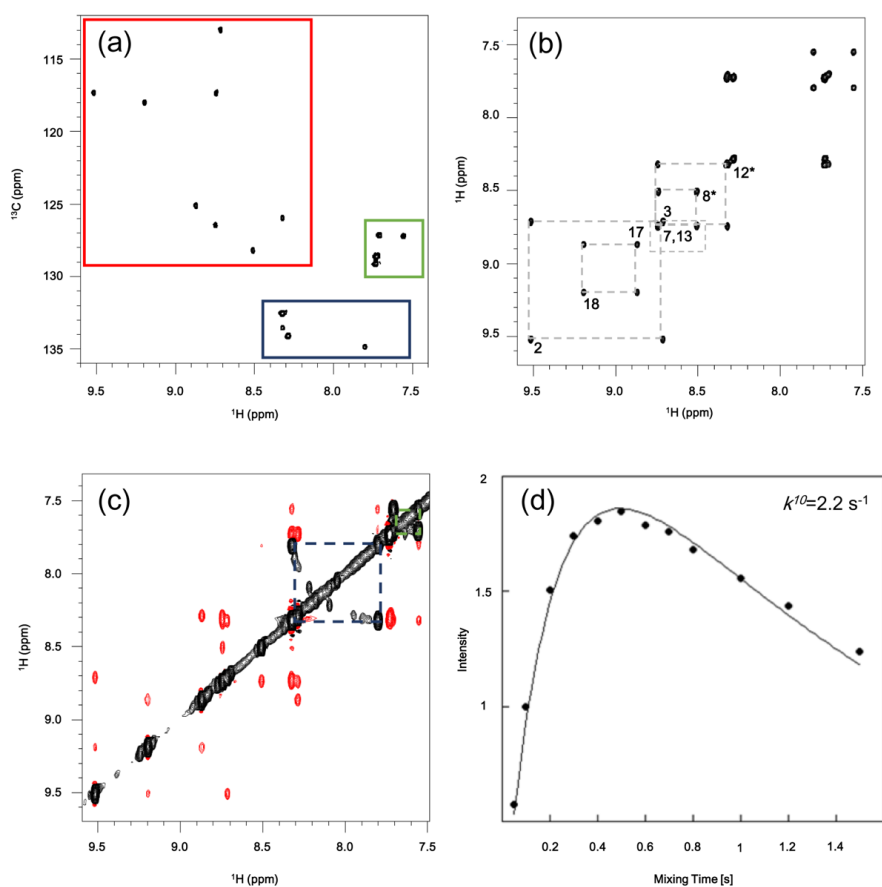 (a)
115
120
125
130
135
¹³C (ppm)
9.5 9.0 8.5 8.0 7.5
¹H (ppm)
(b)
7.5
8.0
8.5
9.0
9.5
¹H (ppm)
12*
8*
3
17 7,13
18
2
9.5 9.0 8.5 8.0 7.5
¹H (ppm)
(c)
7.5
8.0
8.5
9.0
9.5
¹H (ppm)
9.5 9.0 8.5 8.0 7.5
¹H (ppm)
(d) k¹⁰=2.2 s⁻¹
2
1.5
1
Intensity
0.2 0.4 0.6 0.8 1 1.2 1.4
Mixing Time [s]